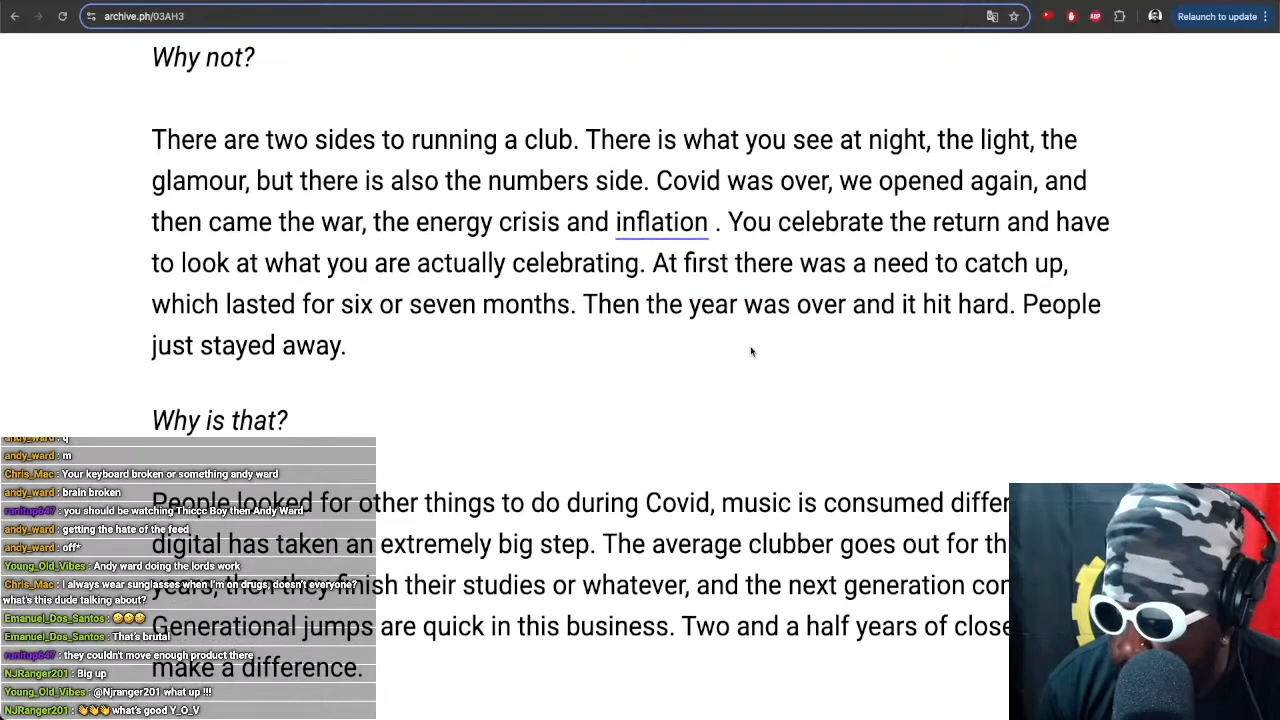 archive.ph/03AH3
Relaunch to update
Why not?
There are two sides to running a club. There is what you see at night, the light, the
glamour, but there is also the numbers side. Covid was over, we opened again, and
then came the war, the energy crisis and inflation . You celebrate the return and have
to look at what you are actually celebrating. At first there was a need to catch up,
which lasted for six or seven months. Then the year was over and it hit hard. People
just stayed away.
Why is that?
People looked for other things to do during Covid, music is consumed differ
digital has taken an extremely big step. The average clubber goes out for th
years, then they finish their studies or whatever, and the next generation con
Generational jumps are quick in this business. Two and a half years of close
make a difference.
andy_ward : q
andy_ward : m
Chris_Mac : Your keyboard broken or something andy ward
andy_ward : brain broken
runitup647 : you should be watching Thiccc Boy then Andy Ward
andy_ward : getting the hate of the feed
andy_ward : off*
Young_Old_Vibes : Andy ward doing the lords work
Chris_Mac : I always wear sunglasses when I'm on drugs, doesn't everyone?
what's this dude talking about?
Emanuel_Dos_Santos : 🤣🤣🤣
Emanuel_Dos_Santos : That's brutal
runitup647 : they couldn't move enough product there
NJRanger201 : Big up
Young_Old_Vibes : @Njranger201 what up !!!
NJRanger201 : 👋👋👋 what's good Y_O_V